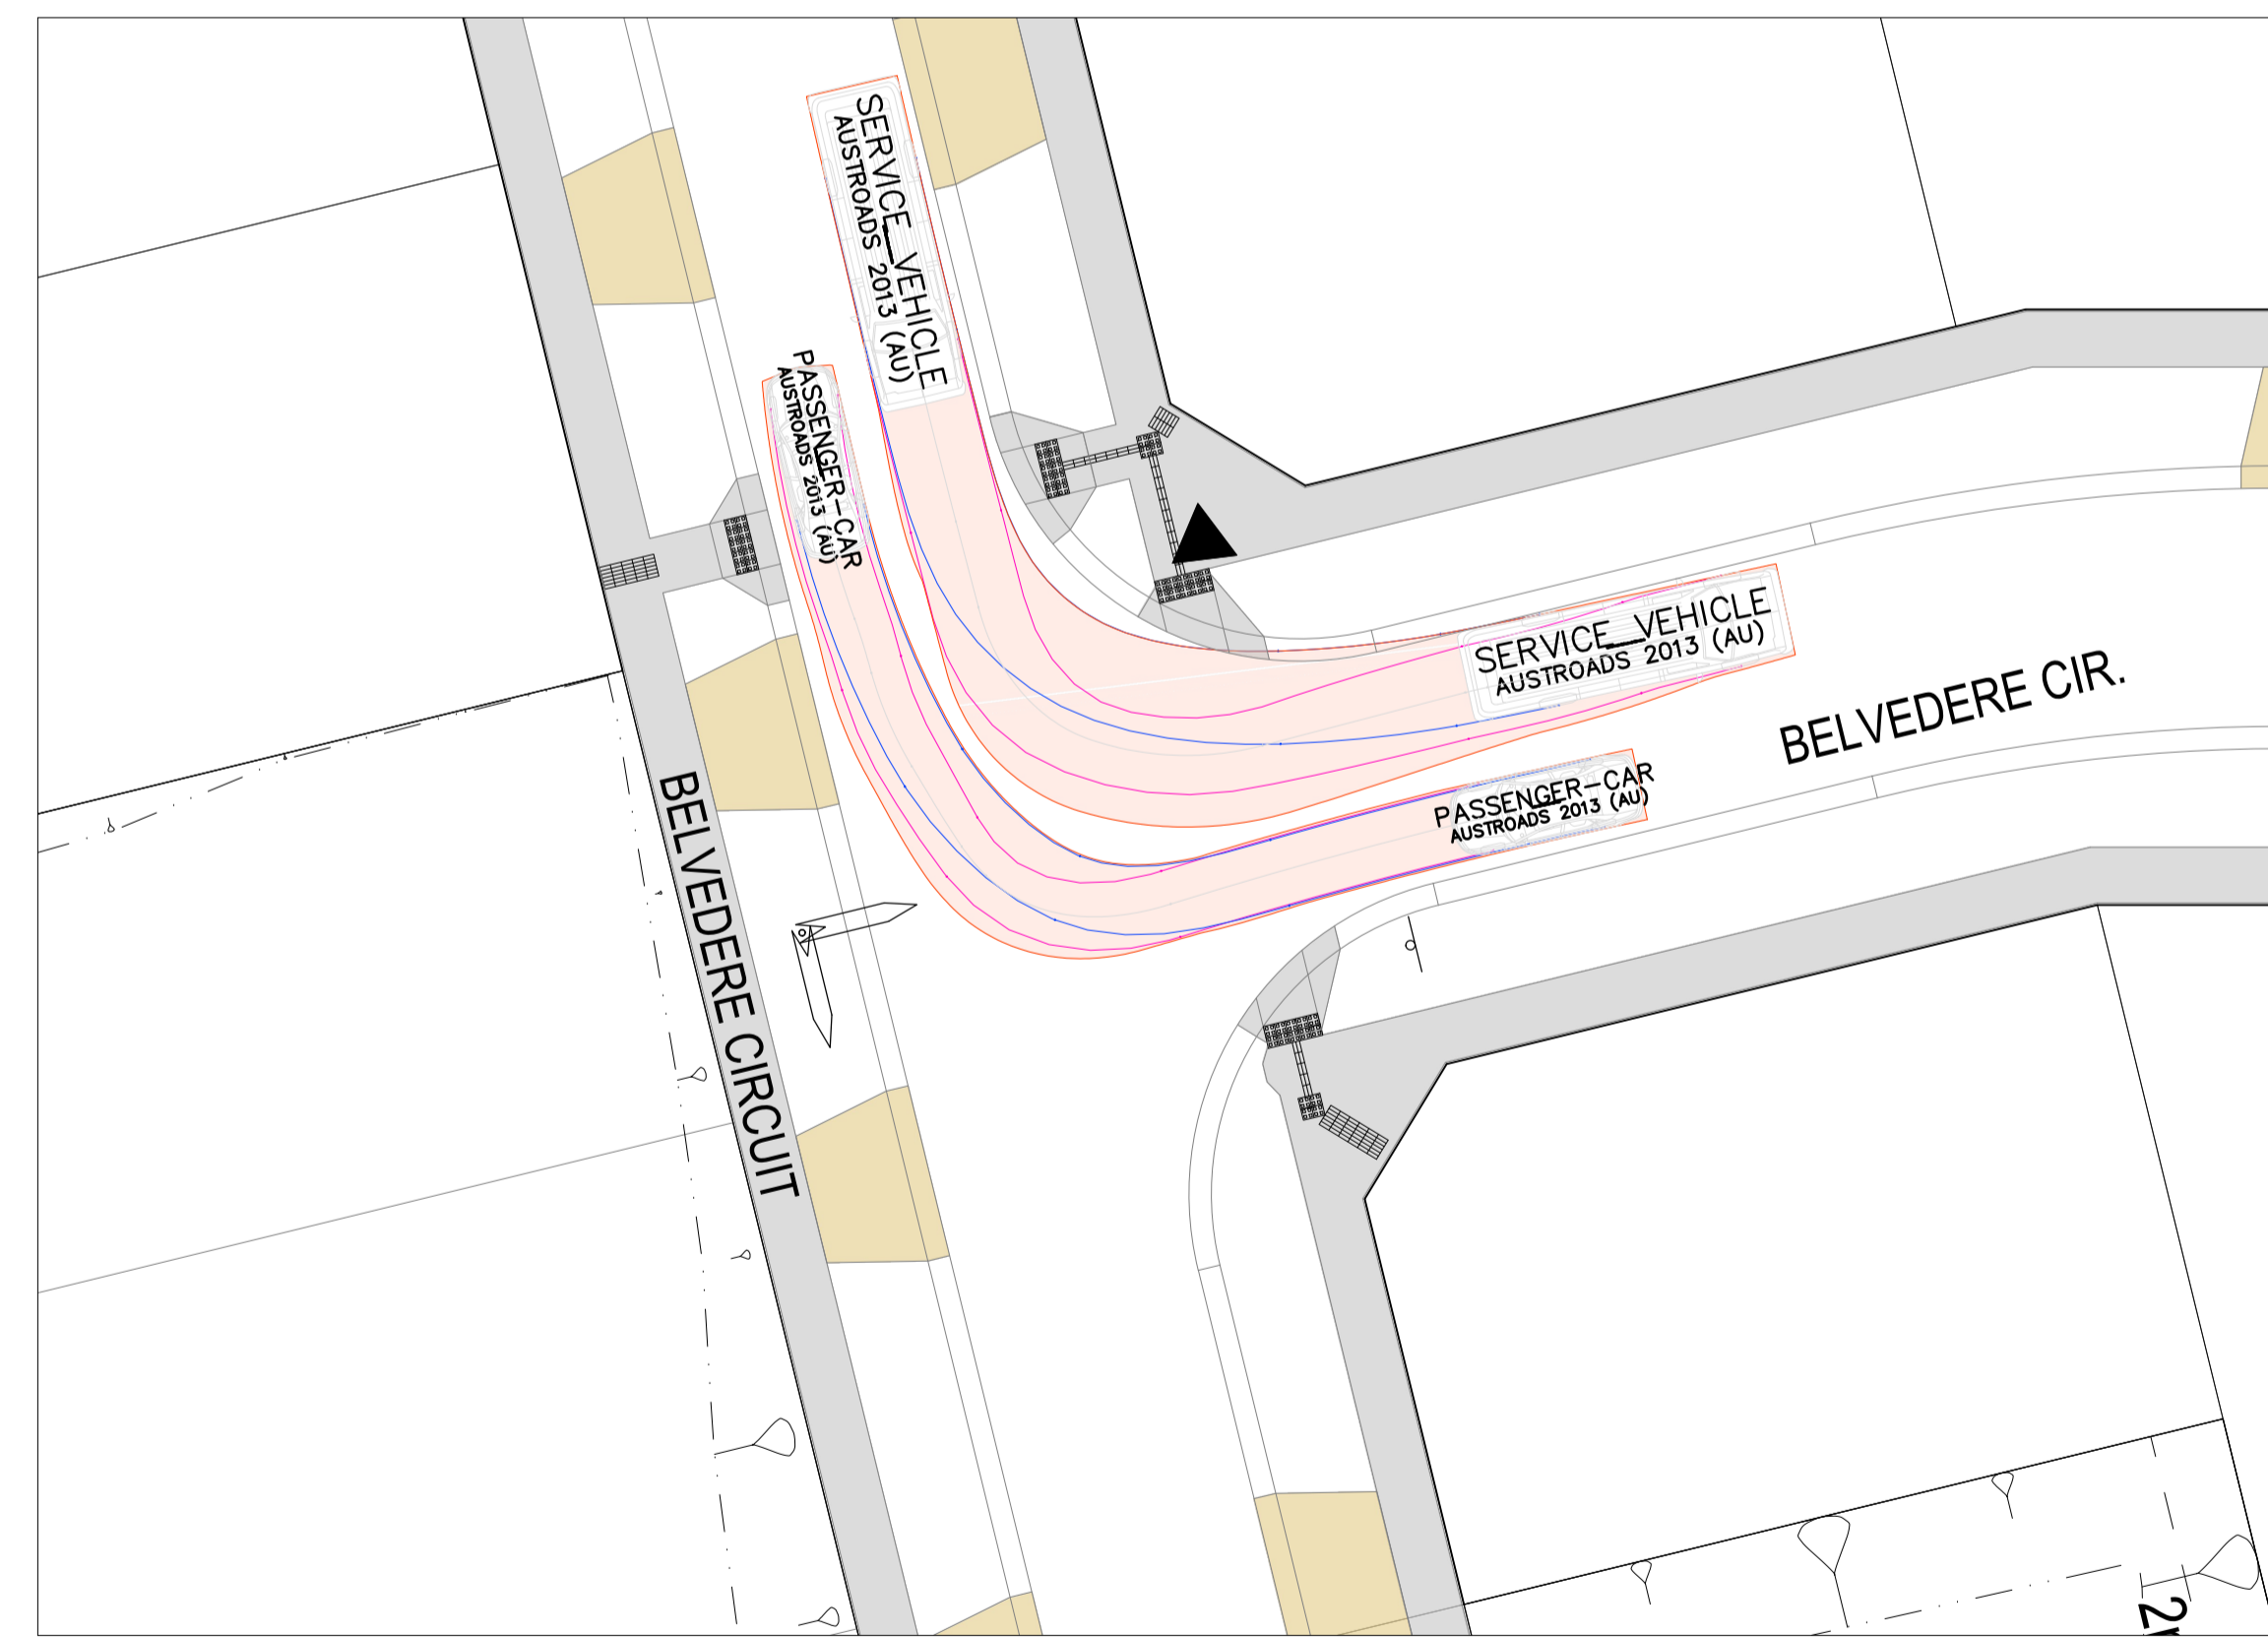 SERVICE_VEHICLE
AUSTROADS 2013 (AU)
PASSENGER-CAR
AUSTROADS 2013 (AU)
SERVICE_VEHICLE
AUSTROADS 2013 (AU)
BELVEDERE CIR.
PASSENGER-CAR
AUSTROADS 2013 (AU)
BELVEDERE CIRCUIT